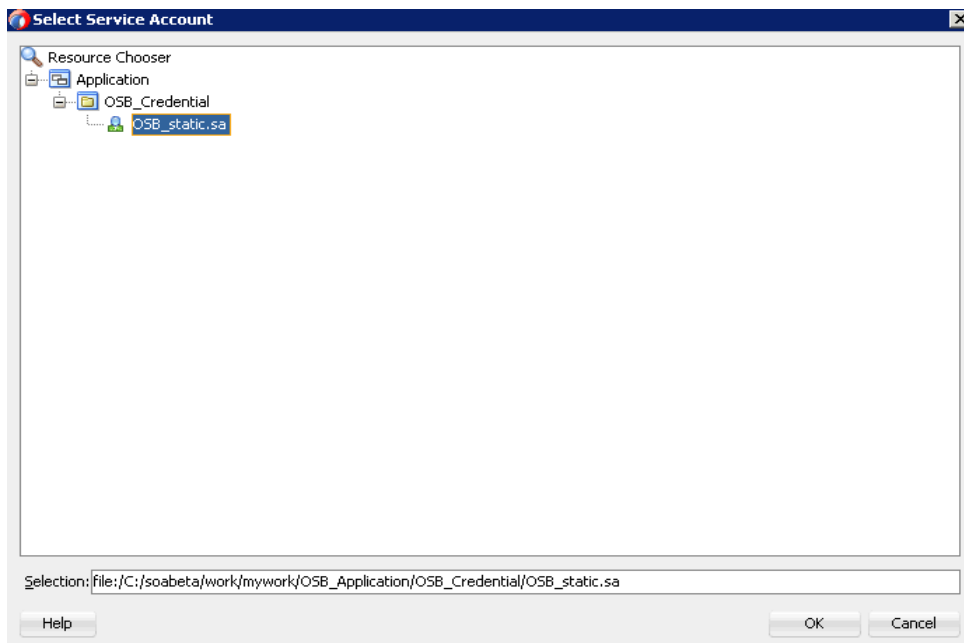 Select Service Account
Resource Chooser
Application
OSB_Credential
OSB_static.sa
Selection: file:/C:/soabeta/work/mywork/OSB_Application/OSB_Credential/OSB_static.sa
Help OK Cancel